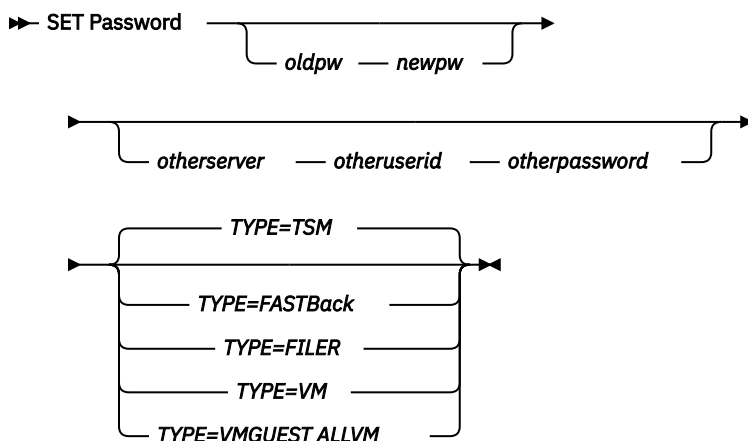 SET Password
oldpw newpw
otherserver otheruserid otherpassword
TYPE=TSM
TYPE=FASTBack
TYPE=FILER
TYPE=VM
TYPE=VMGUEST ALLVM